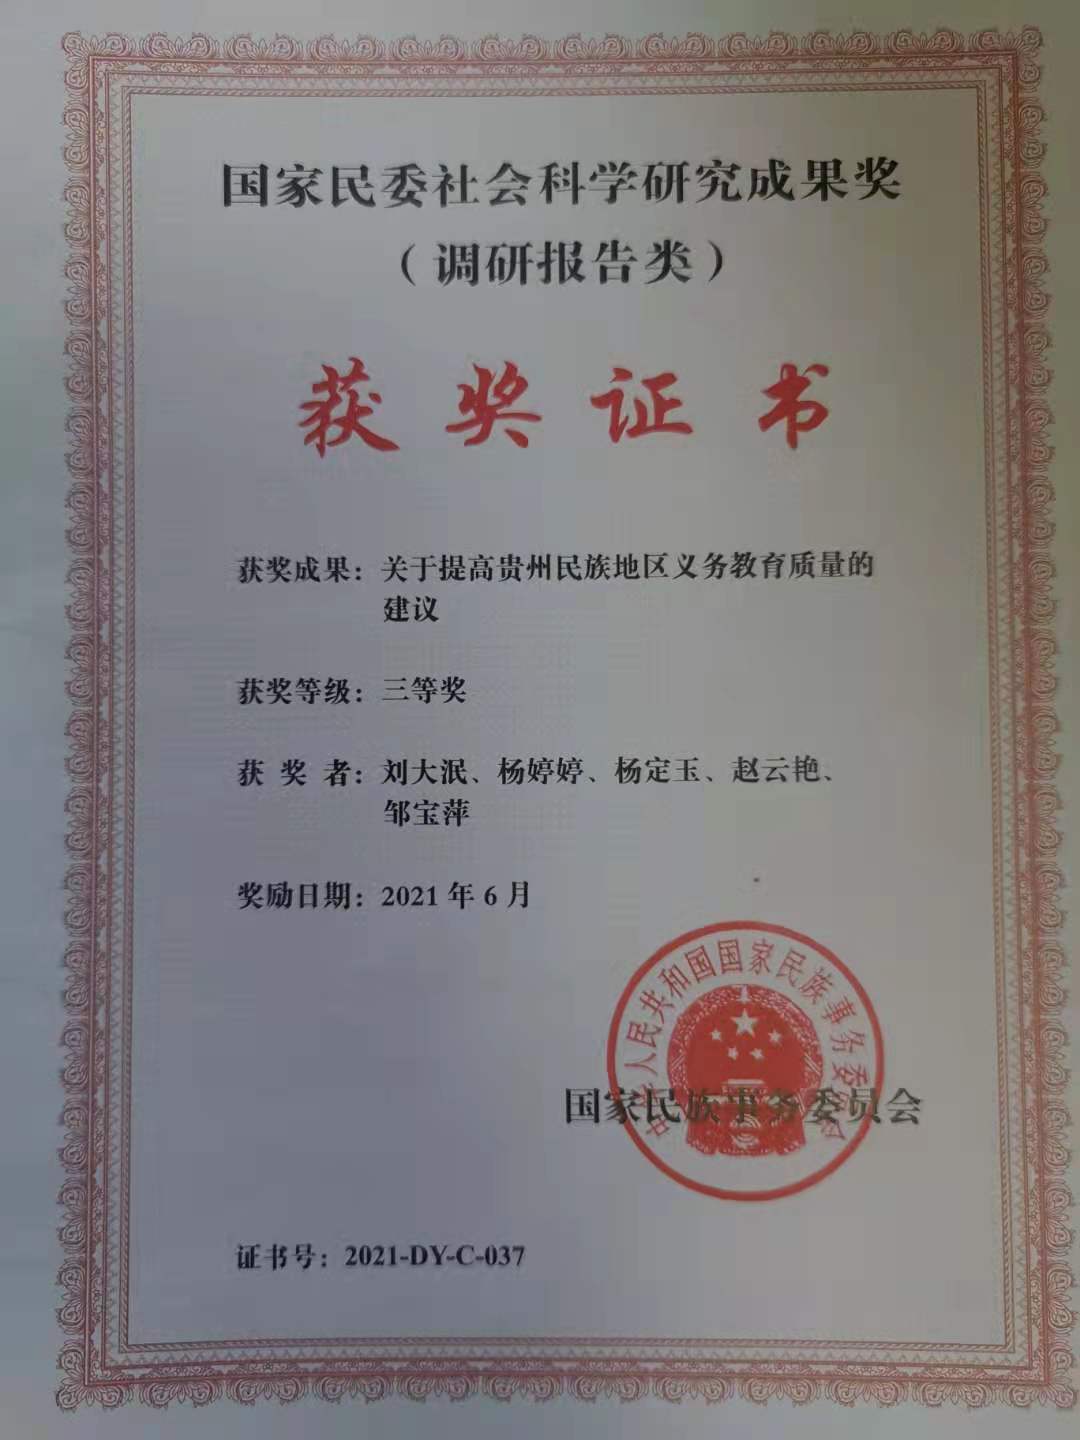 国家民委社会科学研究成果奖
（调研报告类）
获奖证书
获奖成果：关于提高贵州民族地区义务教育质量的
建议
获奖等级：三等奖
获 奖 者：刘大泯、杨婷婷、杨定玉、赵云艳、
邹宝萍
奖励日期：2021 年 6 月
中华人民共和国国家民族事务委员会
国家民族事务委员会
证书号：2021-DY-C-037